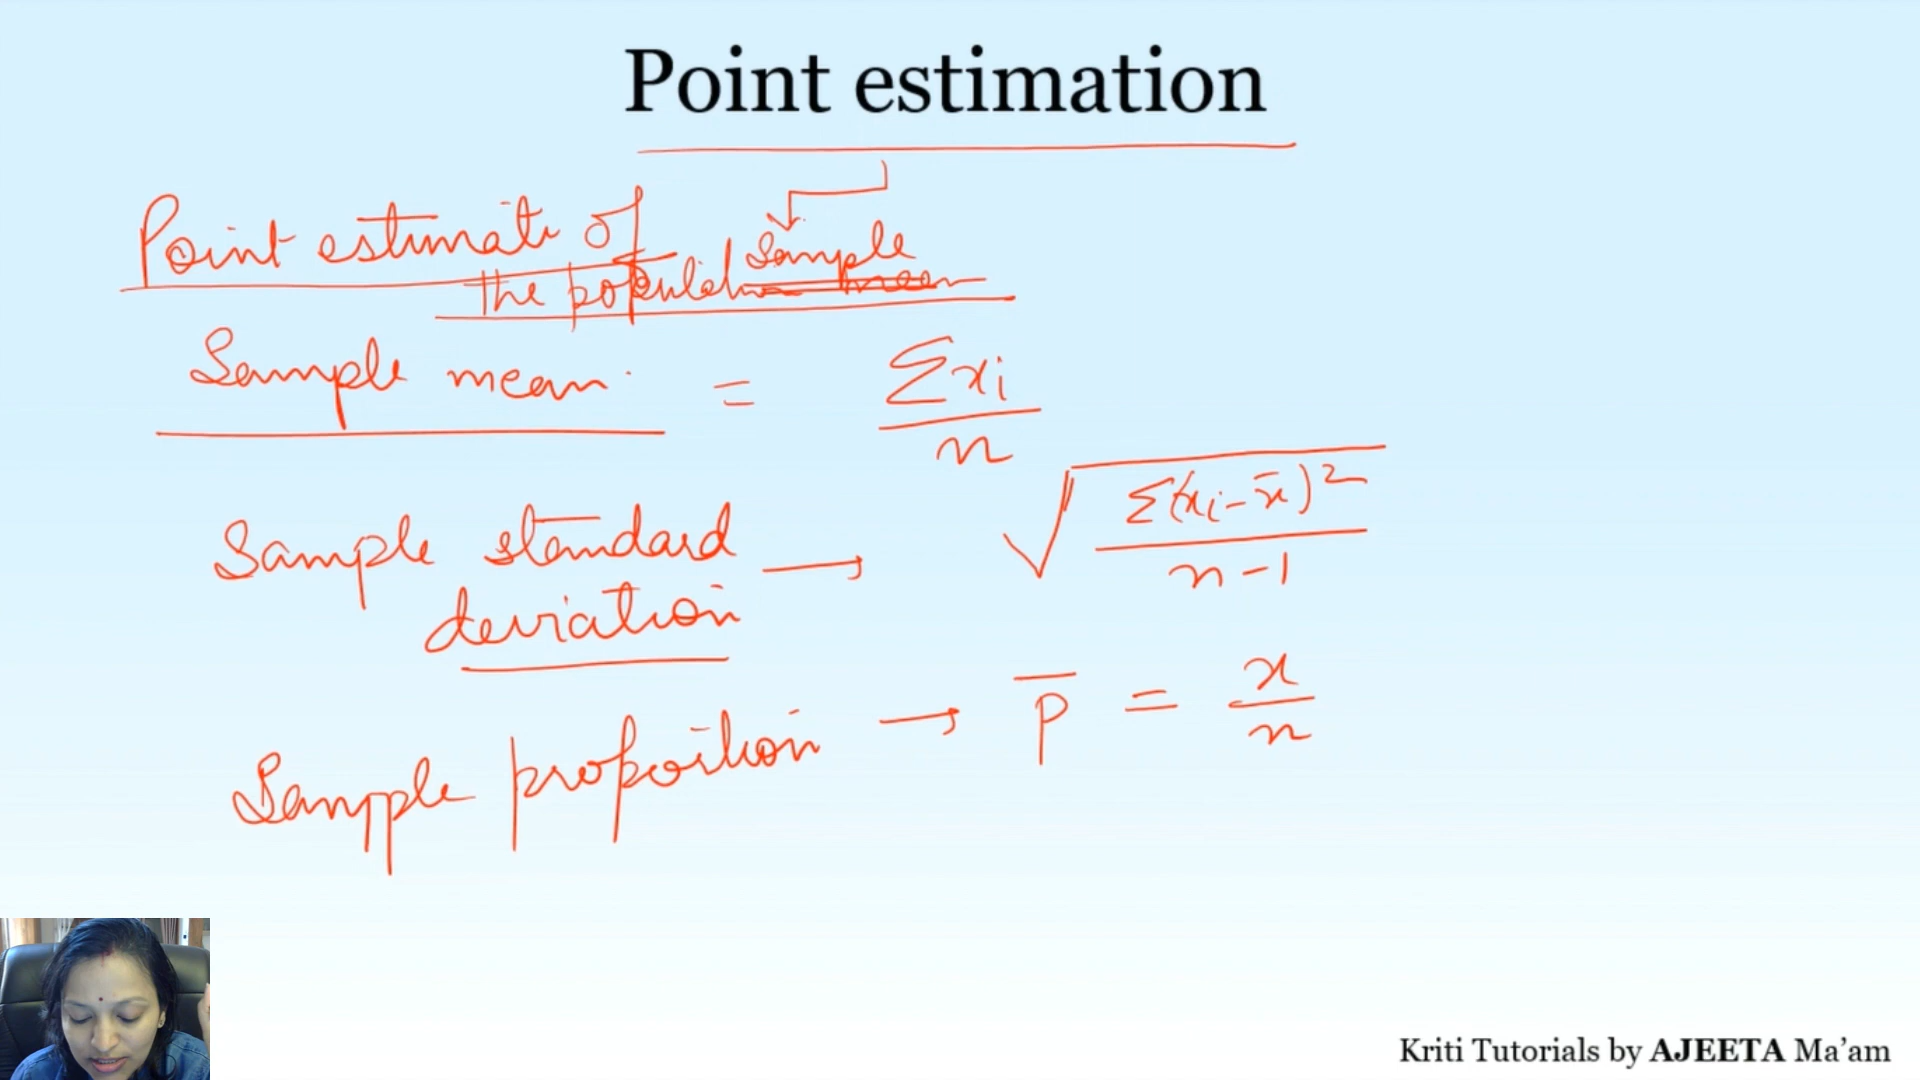 Point estimation
Point estimate of
sample
the population mean
Sample mean = Σxi / n
Sample standard deviation → √(Σ(xi - x̄)² / n-1)
Sample proportion → p̄ = x / n
Kriti Tutorials by AJEETA Ma'am